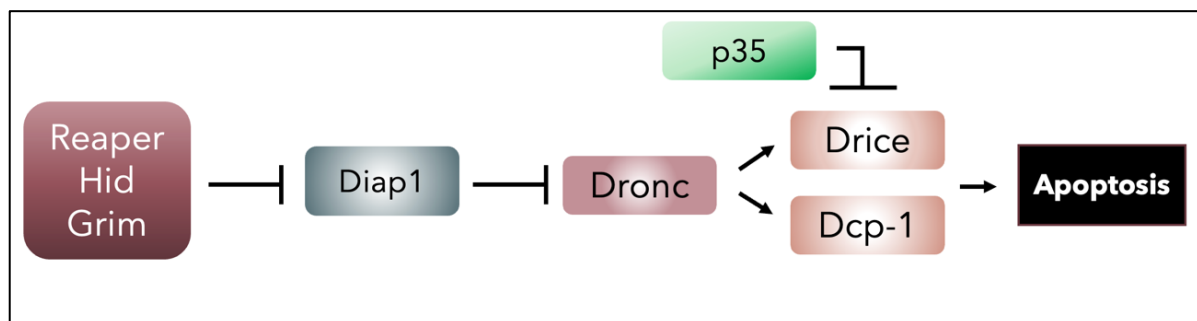 p35
Reaper
Hid
Grim
Diap1
Dronc
Drice
Dcp-1
Apoptosis